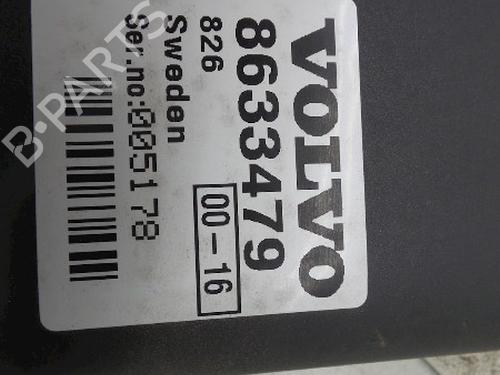 VOLVO
8633479
826
00-16
Sweden
Ser.no:005178
B-PARTS